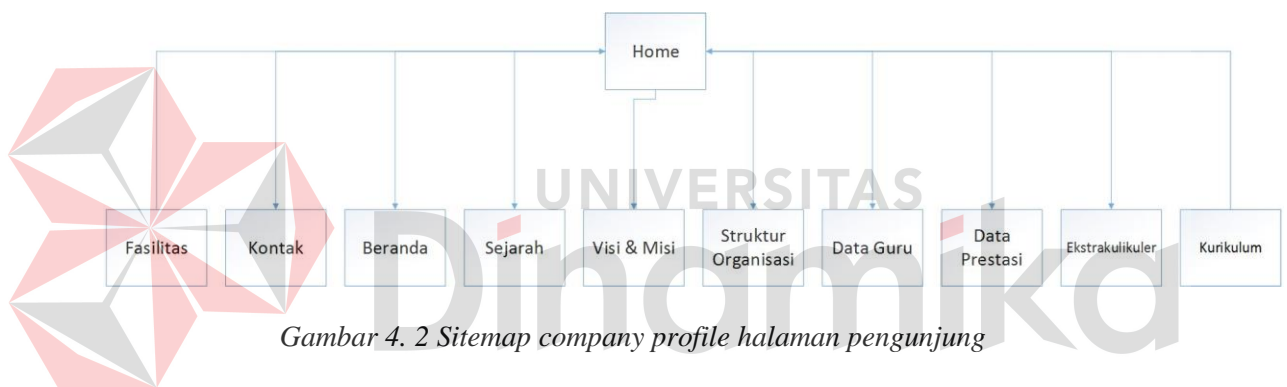 Home
UNIVERSITAS
Dinamika
Fasilitas
Kontak
Beranda
Sejarah
Visi & Misi
Struktur
Organisasi
Data Guru
Data
Prestasi
Ekstrakulikuler
Kurikulum
Gambar 4. 2 Sitemap company profile halaman pengunjung